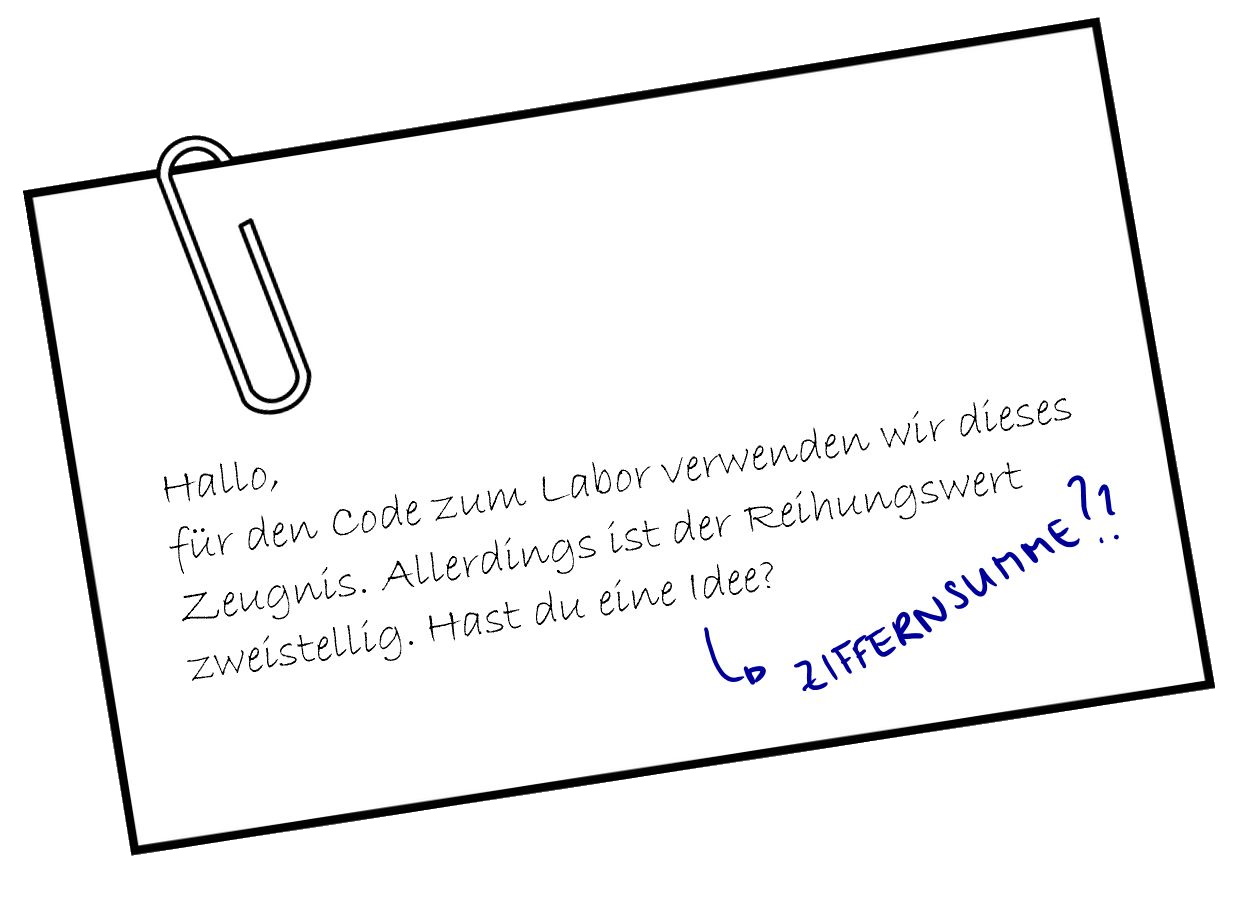 Hallo,
für den Code zum Labor verwenden wir dieses
Zeugnis. Allerdings ist der Reihungswert
zweistellig. Hast du eine Idee?
ZIFFERNSUMME??